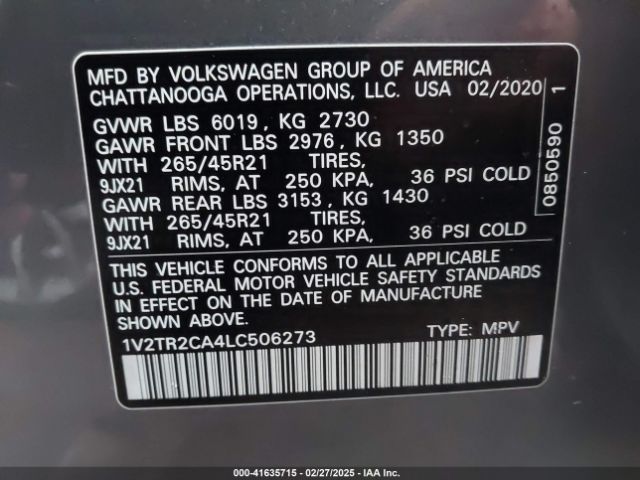 MFD BY VOLKSWAGEN GROUP OF AMERICA
CHATTANOOGA OPERATIONS, LLC. USA 02/2020
GVWR LBS 6019, KG 2730
GAWR FRONT LBS 2976, KG 1350
WITH 265/45R21 TIRES,
9JX21 RIMS, AT 250 KPA, 36 PSI COLD
GAWR REAR LBS 3153, KG 1430
WITH 265/45R21 TIRES,
9JX21 RIMS, AT 250 KPA, 36 PSI COLD
THIS VEHICLE CONFORMS TO ALL APPLICABLE
U.S. FEDERAL MOTOR VEHICLE SAFETY STANDARDS
IN EFFECT ON THE DATE OF MANUFACTURE
SHOWN ABOVE.
1V2TR2CA4LC506273 TYPE: MPV
0850590 1
000-41635715 - 02/27/2025 - IAA Inc.